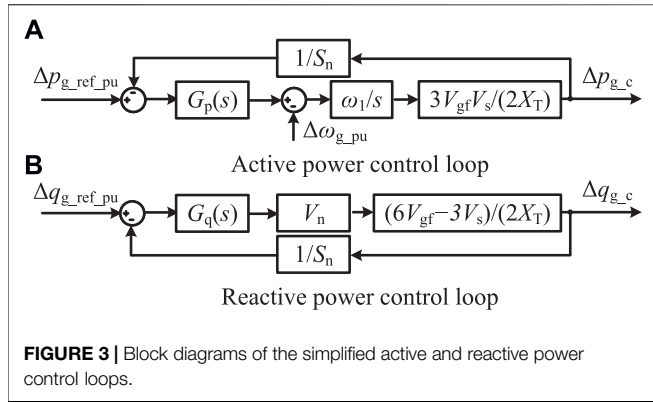 A
1/Sn
Δpg_ref_pu
+
-
Gp(s)
+
-
ω1/s
3VgfVs/(2XT)
Δpg_c
Δωg_pu
Active power control loop
B
Δqg_ref_pu
+
-
Gq(s)
Vn
(6Vgf−3Vs)/(2XT)
Δqg_c
1/Sn
Reactive power control loop
FIGURE 3 | Block diagrams of the simplified active and reactive power
control loops.